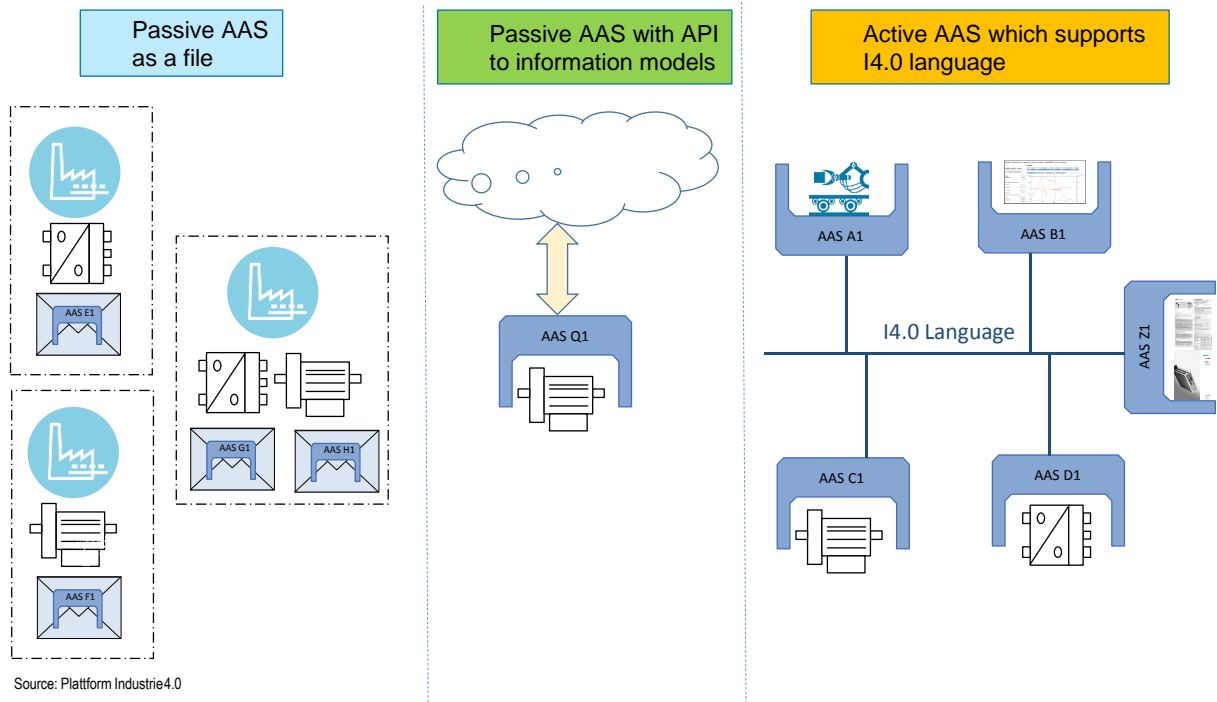 Passive AAS
as a file
Passive AAS with API
to information models
Active AAS which supports
I4.0 language
AAS E1
AAS G1
AAS H1
AAS F1
AAS Q1
AAS A1
AAS B1
I4.0 Language
AAS Z1
AAS C1
AAS D1
Source: Plattform Industrie4.0